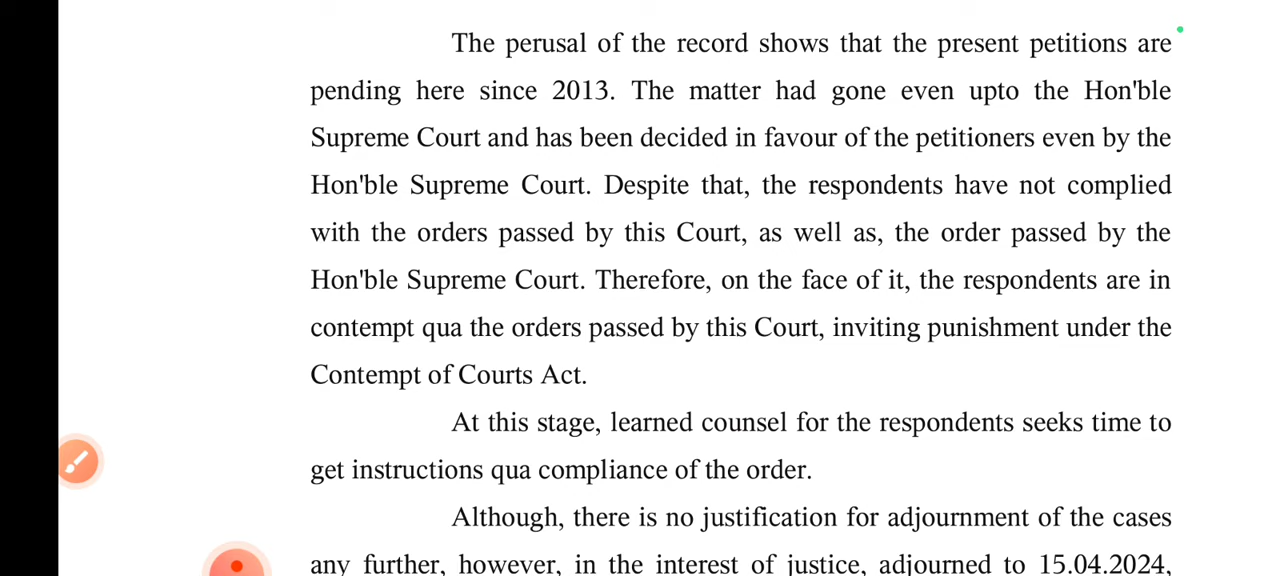 The perusal of the record shows that the present petitions are
pending here since 2013. The matter had gone even upto the Hon'ble
Supreme Court and has been decided in favour of the petitioners even by the
Hon'ble Supreme Court. Despite that, the respondents have not complied
with the orders passed by this Court, as well as, the order passed by the
Hon'ble Supreme Court. Therefore, on the face of it, the respondents are in
contempt qua the orders passed by this Court, inviting punishment under the
Contempt of Courts Act.
At this stage, learned counsel for the respondents seeks time to
get instructions qua compliance of the order.
Although, there is no justification for adjournment of the cases
any further, however, in the interest of justice, adjourned to 15.04.2024,